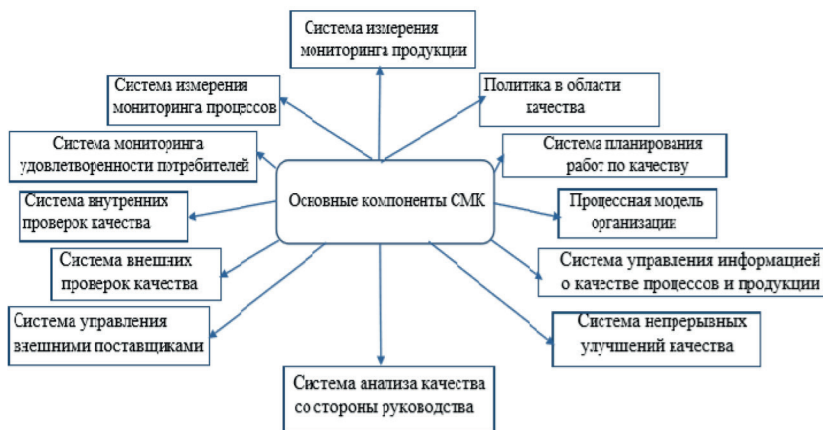 Система измерения
мониторинга продукции
Система измерения
мониторинга процессов
Политика в области
качества
Система мониторинга
удовлетворенности потребителей
Система планирования
работ по качеству
Основные компоненты СМК
Система внутренних
проверок качества
Процессная модель
организации
Система внешних
проверок качества
Система управления информацией
о качестве процессов и продукции
Система управления
внешними поставщиками
Система непрерывных
улучшений качества
Система анализа качества
со стороны руководства